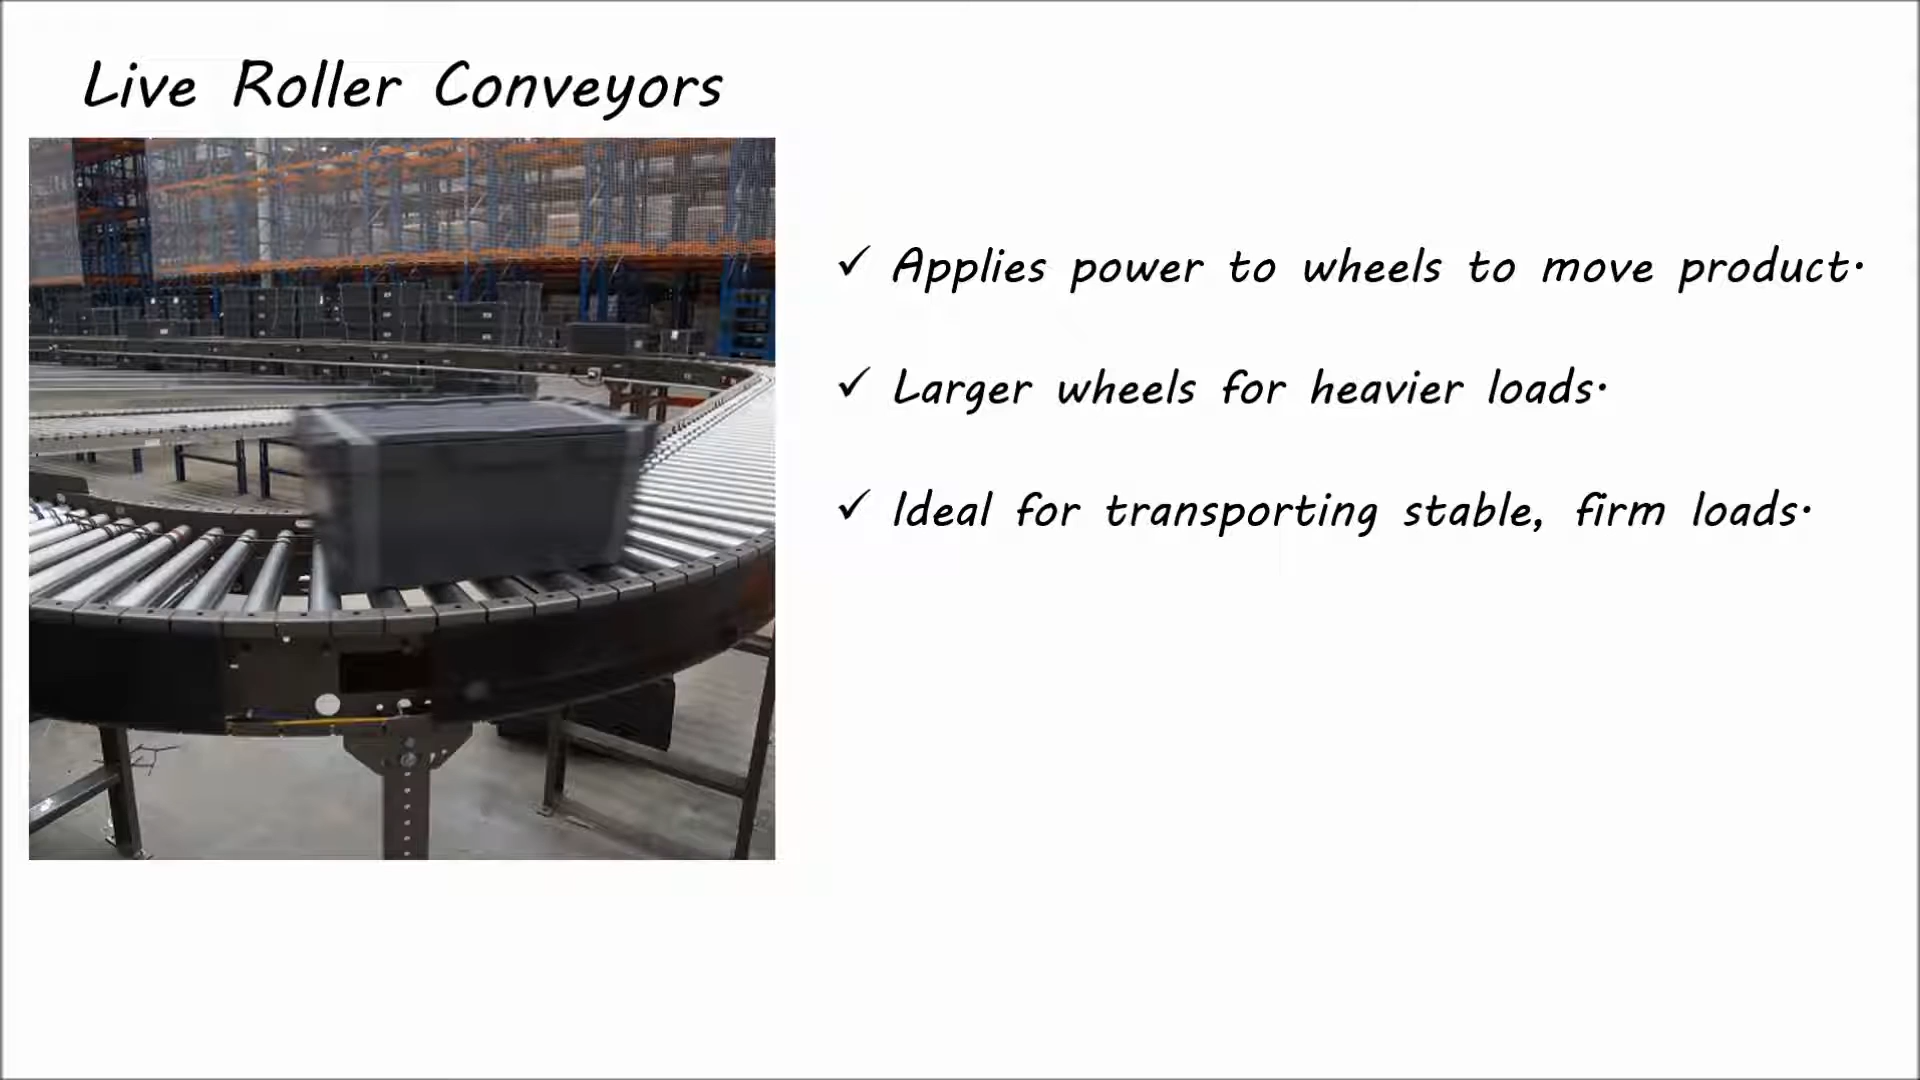 Live Roller Conveyors
✓ Applies power to wheels to move product.
✓ Larger wheels for heavier loads.
✓ Ideal for transporting stable, firm loads.